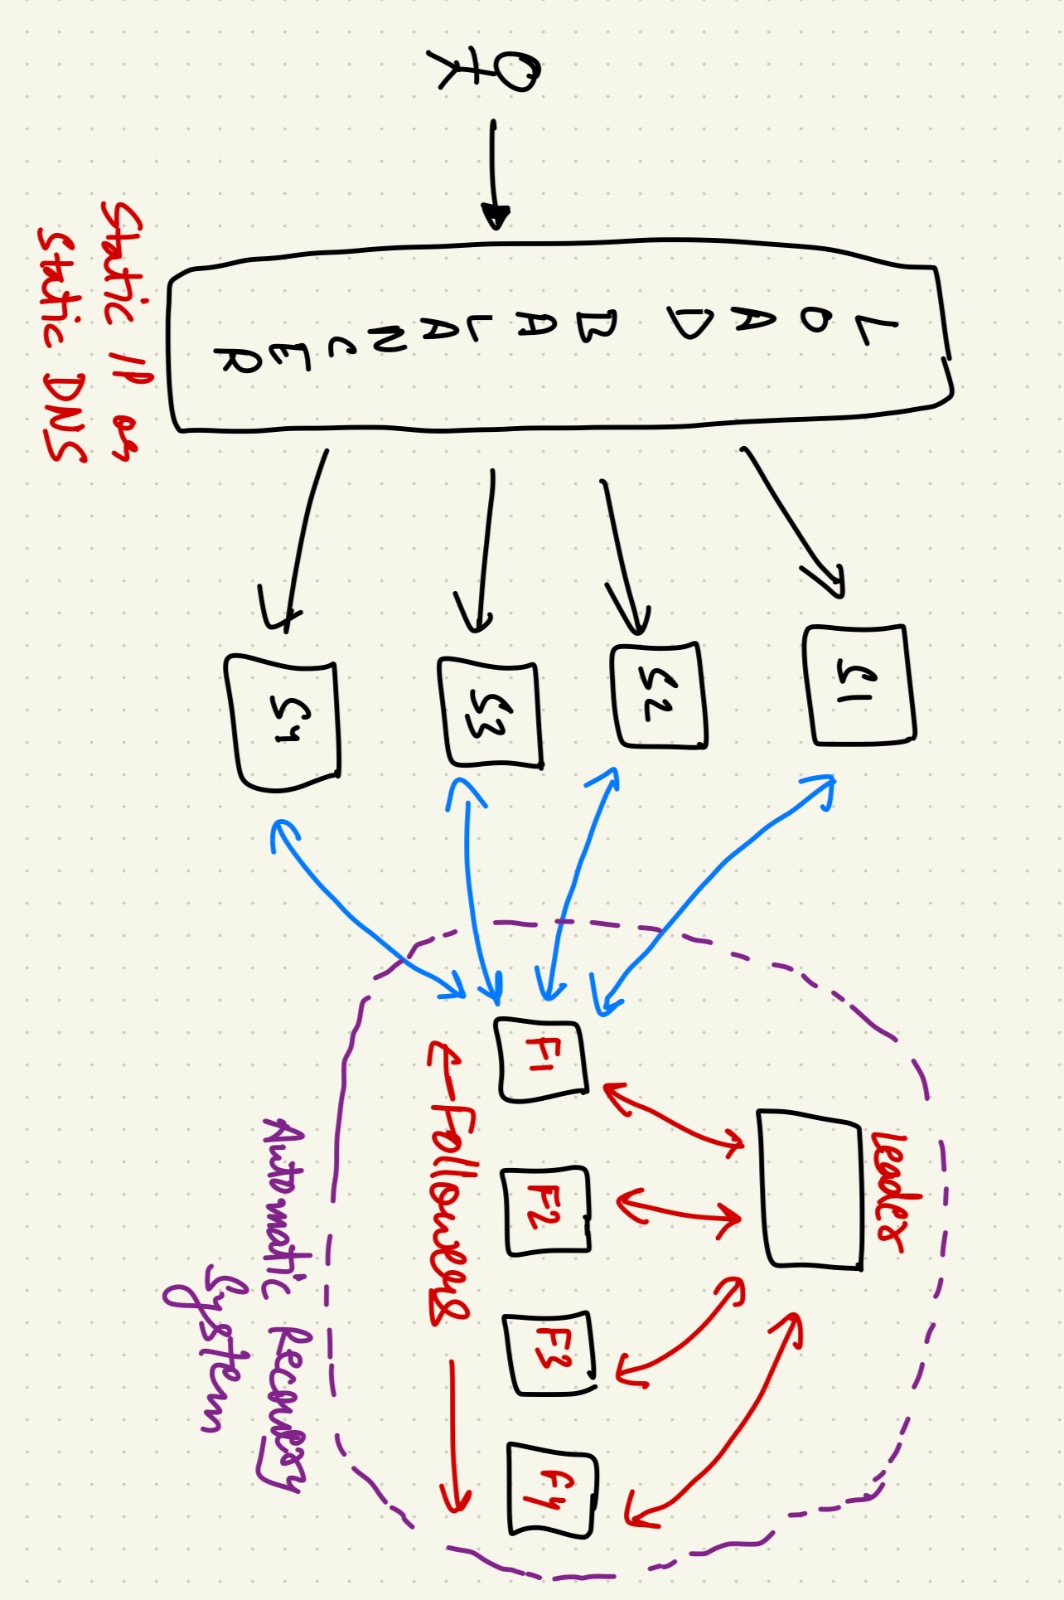 LOAD BALANCER
S1
S2
S3
S4
Leader
F1
F2
F3
F4
Followers
Automatic Recovery
System
Static IP or
Static DNS